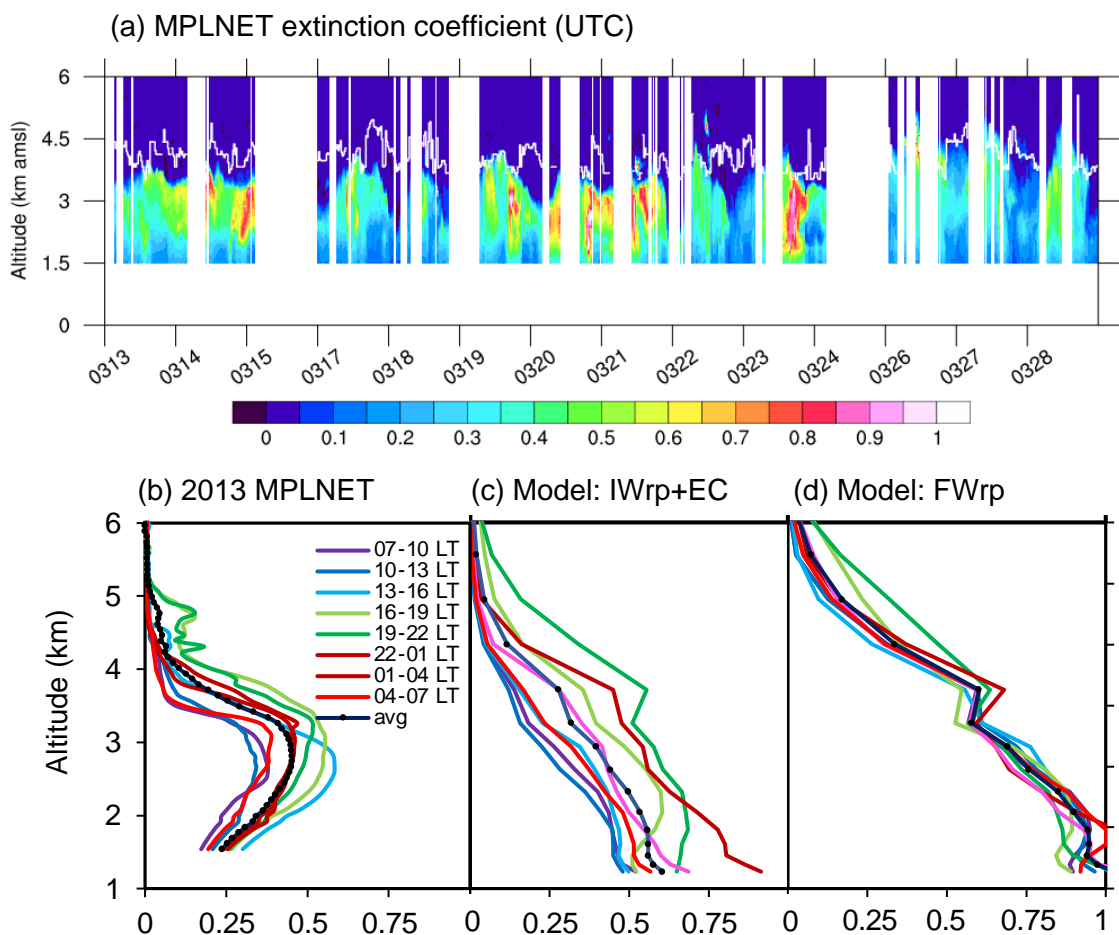 (a) MPLNET extinction coefficient (UTC)
Altitude (km amsl)
6
4.5
3
1.5
0
0313 0314 0315 0317 0318 0319 0320 0321 0322 0323 0324 0326 0327 0328
0 0.1 0.2 0.3 0.4 0.5 0.6 0.7 0.8 0.9 1
(b) 2013 MPLNET (c) Model: IWrp+EC (d) Model: FWrp
Altitude (km)
6
5
4
3
2
1
07-10 LT
10-13 LT
13-16 LT
16-19 LT
19-22 LT
22-01 LT
01-04 LT
04-07 LT
avg
0 0.25 0.5 0.75 0 0.25 0.5 0.75 0 0.25 0.5 0.75 1